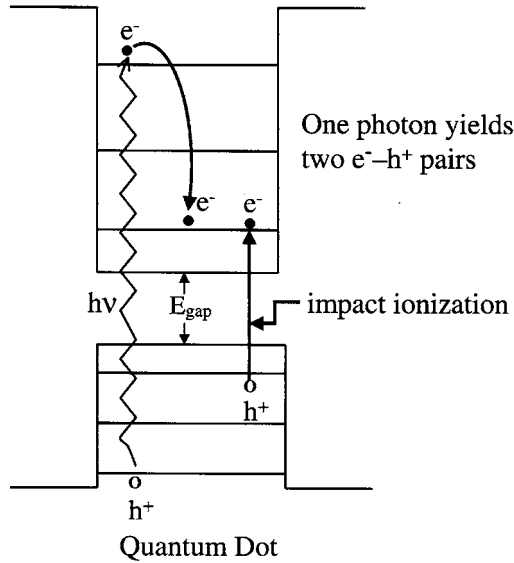 e⁻
One photon yields
two e⁻–h⁺ pairs
e⁻
e⁻
hν
E_gap
impact ionization
h⁺
h⁺
Quantum Dot